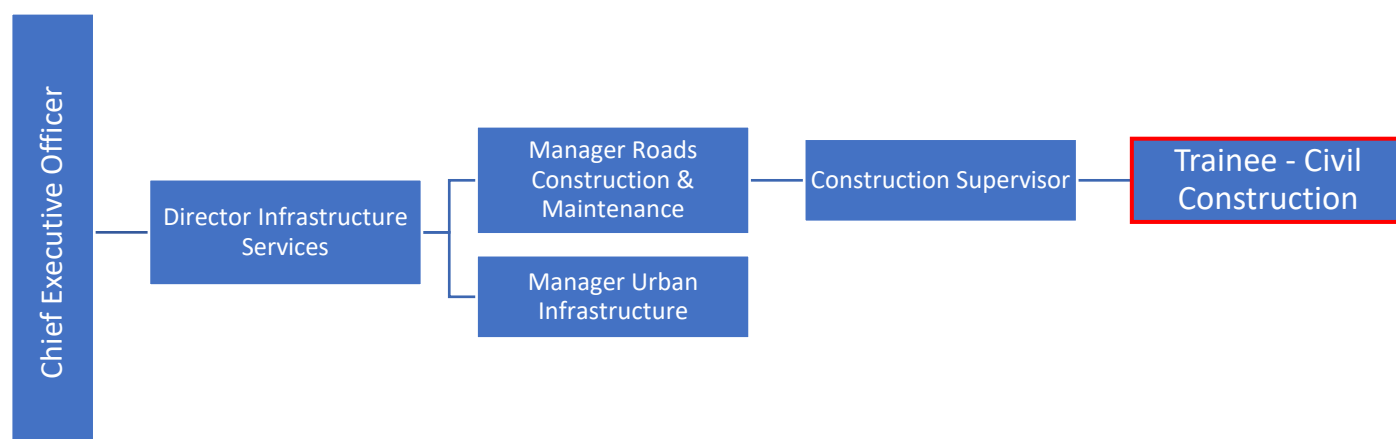 Chief Executive Officer
Director Infrastructure
Services
Manager Roads
Construction &
Maintenance
Manager Urban
Infrastructure
Construction Supervisor
Trainee - Civil
Construction